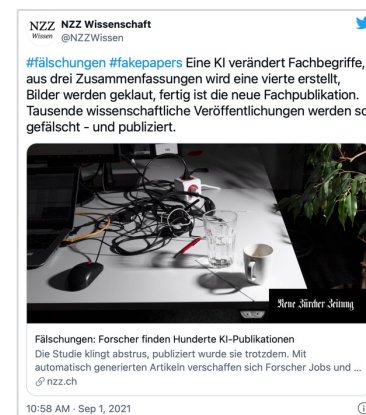 NZZ NZZ Wissenschaft
Wissen @NZZWissen
#fälschungen #fakepapers Eine KI verändert Fachbegriffe,
aus drei Zusammenfassungen wird eine vierte erstellt,
Bilder werden geklaut, fertig ist die neue Fachpublikation.
Tausende wissenschaftliche Veröffentlichungen werden so
gefälscht - und publiziert.
Neue Zürcher Zeitung
Fälschungen: Forscher finden Hunderte KI-Publikationen
Die Studie klingt abstrus, publiziert wurde sie trotzdem. Mit
automatisch generierten Artikeln verschaffen sich Forscher Jobs und ...
nzz.ch
10:58 AM · Sep 1, 2021